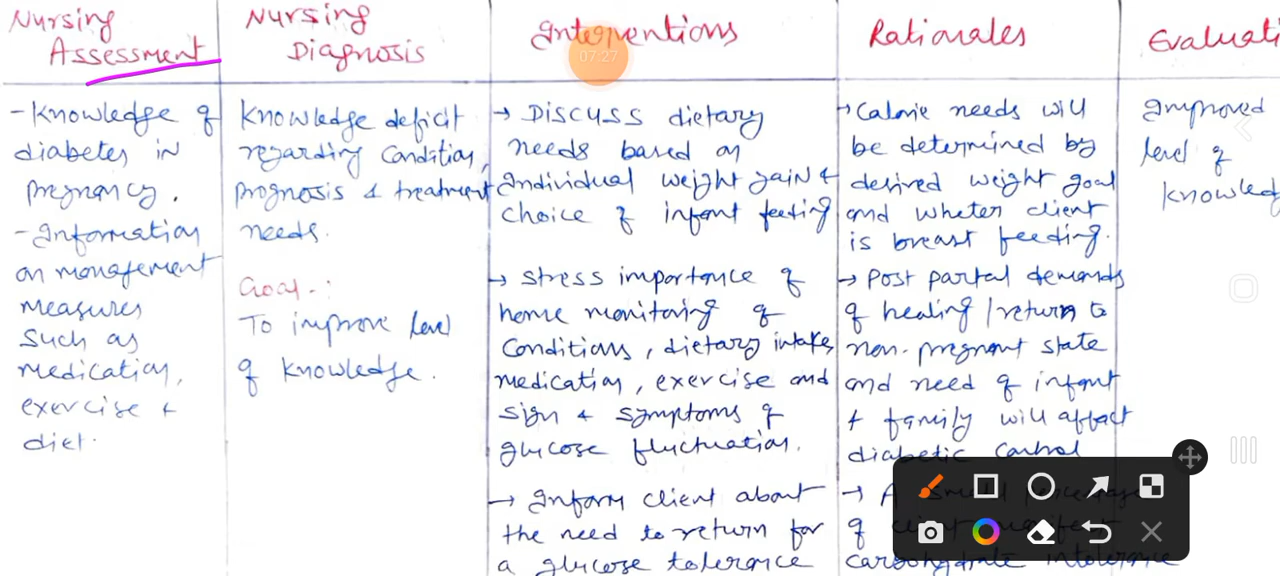 Nursing
Assessment
- Knowledge of
diabetes in
pregnancy.
- Information
on management
measures
Such as
medication,
exercise +
diet.
Nursing
Diagnosis
Knowledge deficit
regarding Condition,
prognosis & treatment
needs.
Goal-:
To improve level
of knowledge.
Interventions
07:27
→ Discuss dietary
needs based on
individual weight gain &
choice of infant feeding
→ Stress importance of
home monitoring of
Conditions, dietary intake,
medication, exercise and
sign & symptoms of
glucose fluctuation.
→ Inform client about
the need to return for
a glucose tolerance
Rationales
→ Calorie needs will
be determined by
desired weight goal
and wheter client
is breast feeding.
→ Post partal demands
of healing / return to
non-pregnant state
and need of infant
+ family will affect
diabetic control
→ A
of
carbohydrate intolerance
Evaluati
Improved
level of
knowled